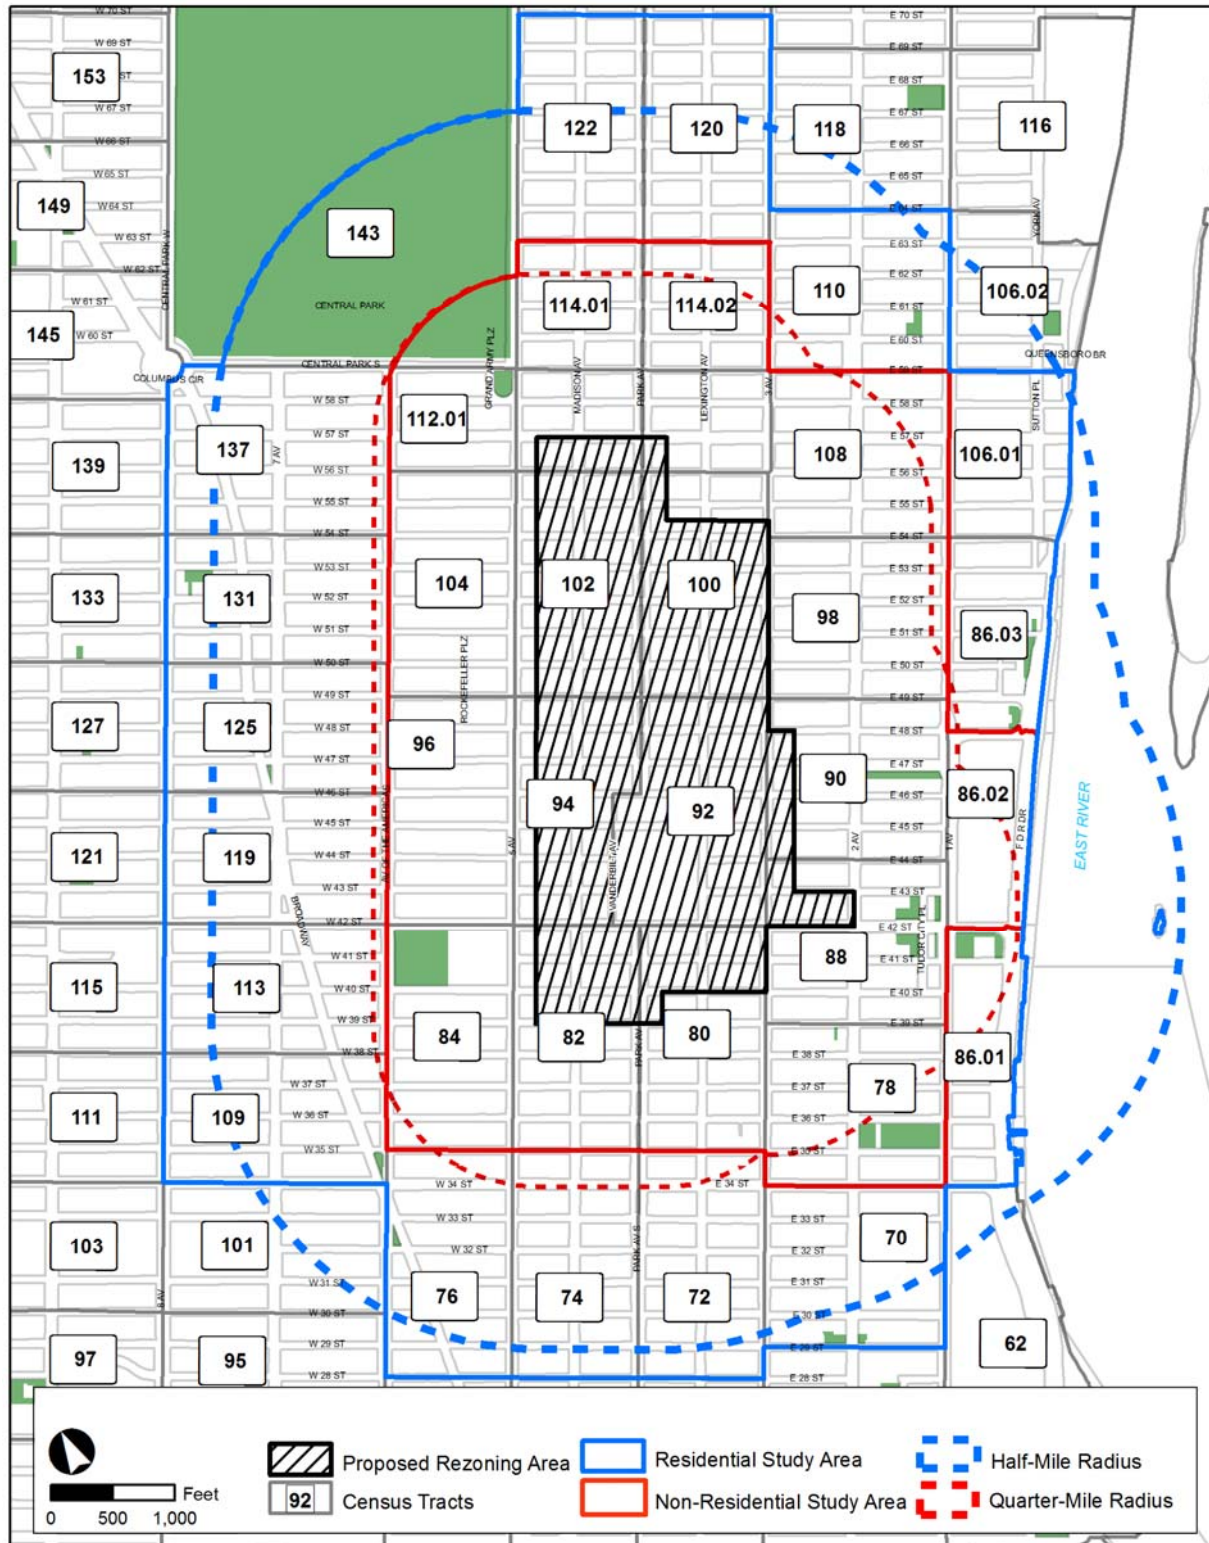 W 70 ST
E 70 ST
W 69 ST
E 69 ST
153
ST
E 68 ST
W 67 ST
E 67 ST
122
120
118
116
W 66 ST
E 66 ST
W 65 ST
E 65 ST
149
W 64 ST
E 64 ST
YORK AV
143
W 63 ST
E 63 ST
CENTRAL PARK W
W 62 ST
E 62 ST
110
106.02
W 61 ST
CENTRAL PARK
114.01
114.02
E 61 ST
145
W 60 ST
E 60 ST
QUEENSBORO BR
CENTRAL PARK S
E 59 ST
COLUMBUS CIR
GRAND ARMY PLZ
MADISON AV
PARK AV
LEXINGTON AV
3 AV
SUTTON PL
W 58 ST
112.01
E 58 ST
137
7 AV
W 57 ST
E 57 ST
139
108
106.01
W 56 ST
E 56 ST
W 55 ST
E 55 ST
W 54 ST
E 54 ST
W 53 ST
E 53 ST
133
131
104
102
100
W 52 ST
E 52 ST
98
86.03
W 51 ST
E 51 ST
W 50 ST
E 50 ST
ROCKEFELLER PLZ
W 49 ST
E 49 ST
127
125
W 48 ST
E 48 ST
96
W 47 ST
E 47 ST
90
86.02
W 46 ST
E 46 ST
94
92
AV OF THE AMERICAS
5 AV
VANDERBILT AV
2 AV
1 AV
F D R DR
EAST RIVER
W 45 ST
E 45 ST
121
119
W 44 ST
E 44 ST
W 43 ST
E 43 ST
BROADWAY
W 42 ST
E 42 ST
TUDOR CITY PL
W 41 ST
88
E 41 ST
115
113
W 40 ST
E 40 ST
W 39 ST
E 39 ST
84
82
PARK AV
80
W 38 ST
E 38 ST
86.01
W 37 ST
E 37 ST
78
111
109
W 36 ST
E 36 ST
W 35 ST
E 35 ST
W 34 ST
E 34 ST
W 33 ST
E 33 ST
103
101
W 32 ST
PARK AV S
E 32 ST
70
W 31 ST
E 31 ST
8 AV
76
74
72
W 30 ST
E 30 ST
97
95
W 29 ST
E 29 ST
62
W 28 ST
E 28 ST
Feet
0 500 1,000
Proposed Rezoning Area
92
Census Tracts
Residential Study Area
Non-Residential Study Area
Half-Mile Radius
Quarter-Mile Radius